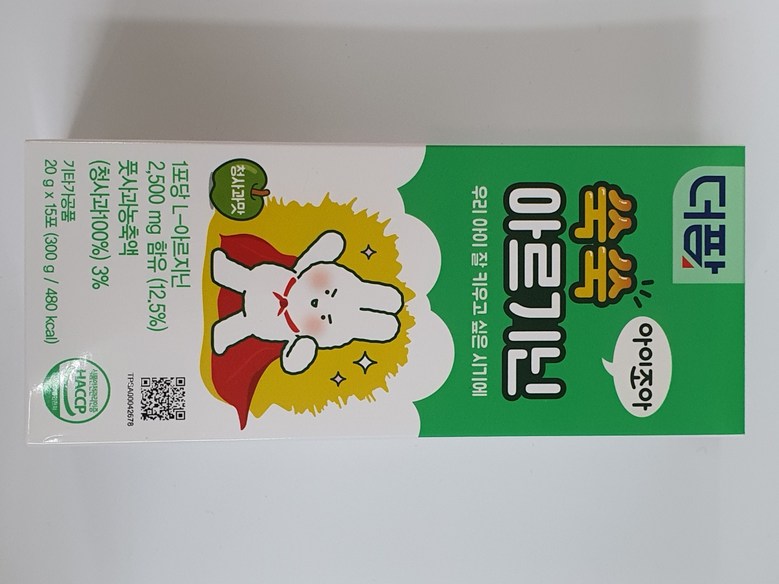 더팜
아이조아
쑥쑥
아르기닌
우리 아이 잘 키우고 싶은 시기에
청사과맛
1포당 L-아르지닌
2,500 mg 함유 (12.5%)
풋사과농축액
(청사과100%) 3%
기타가공품
20 g x 15포 (300 g / 480 kcal)
TPGA00042678
HACCP